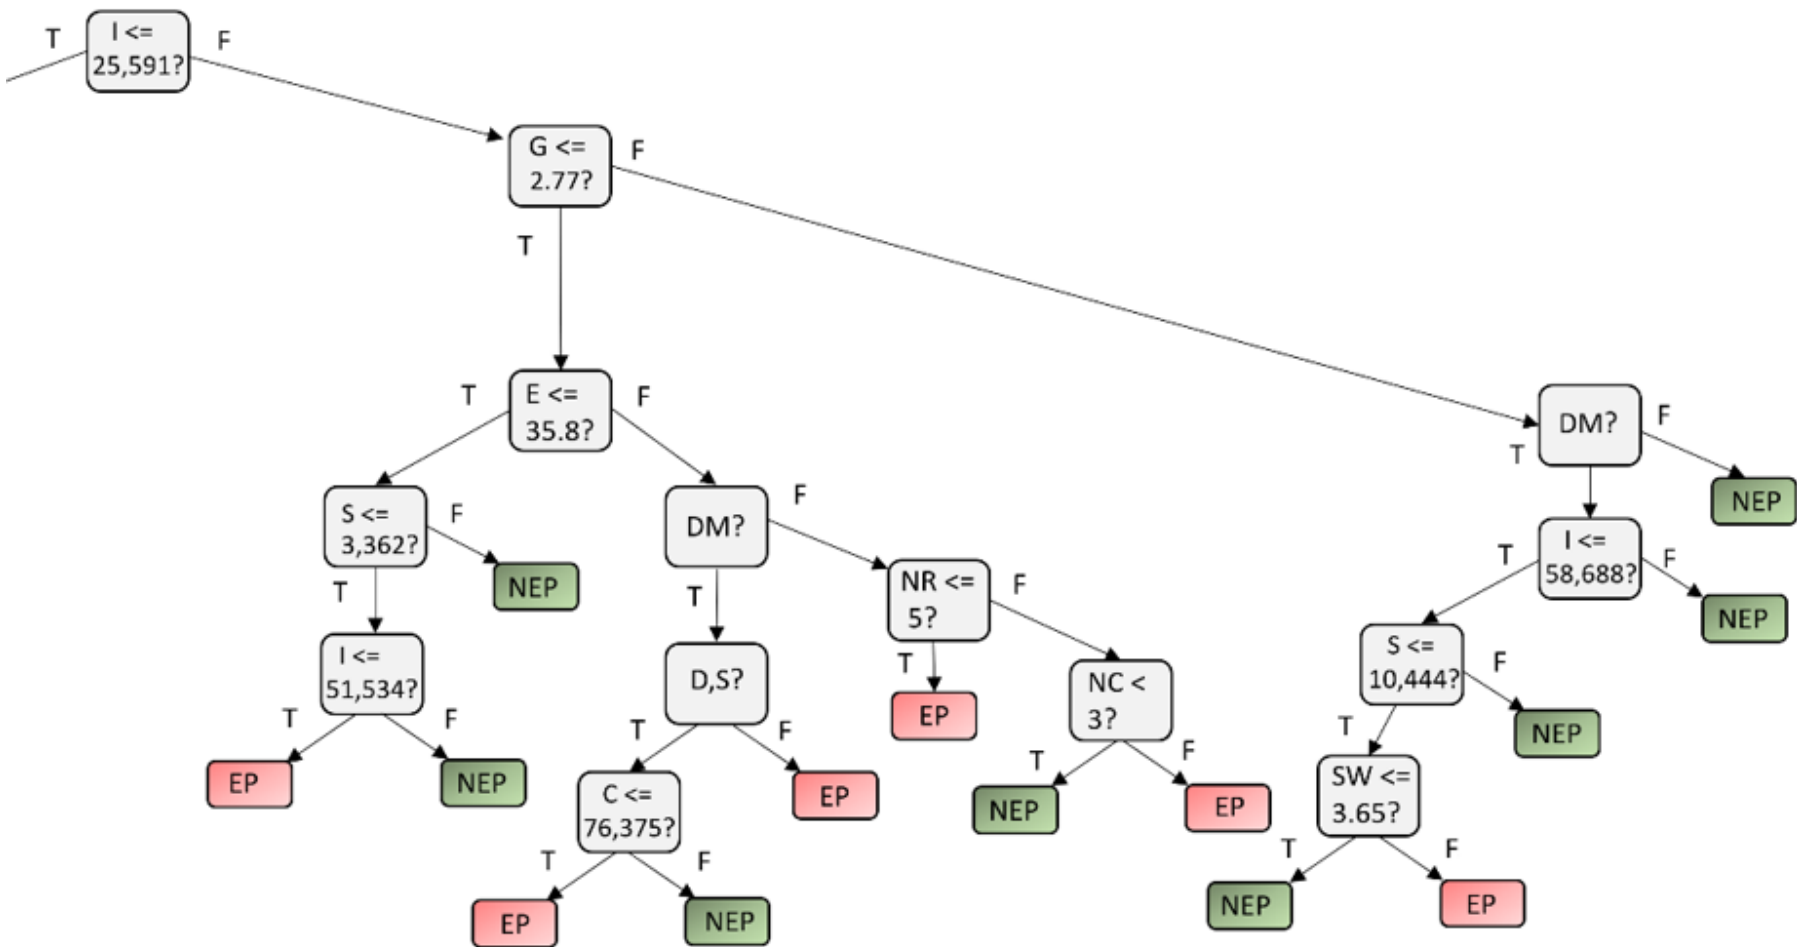 I <=
T
F
25,591?
G <=
F
2.77?
T
T
E <=
F
35.8?
DM?
F
T
NEP
S <=
3,362?
F
DM?
F
I <=
58,688?
T
F
T
NEP
T
NR <=
5?
F
NEP
I <=
51,534?
D,S?
T
S <=
10,444?
F
T
F
EP
NC <
3?
T
NEP
T
F
EP
NEP
C <=
76,375?
EP
T
F
NEP
EP
SW <=
3.65?
T
F
T
F
EP
NEP
NEP
EP